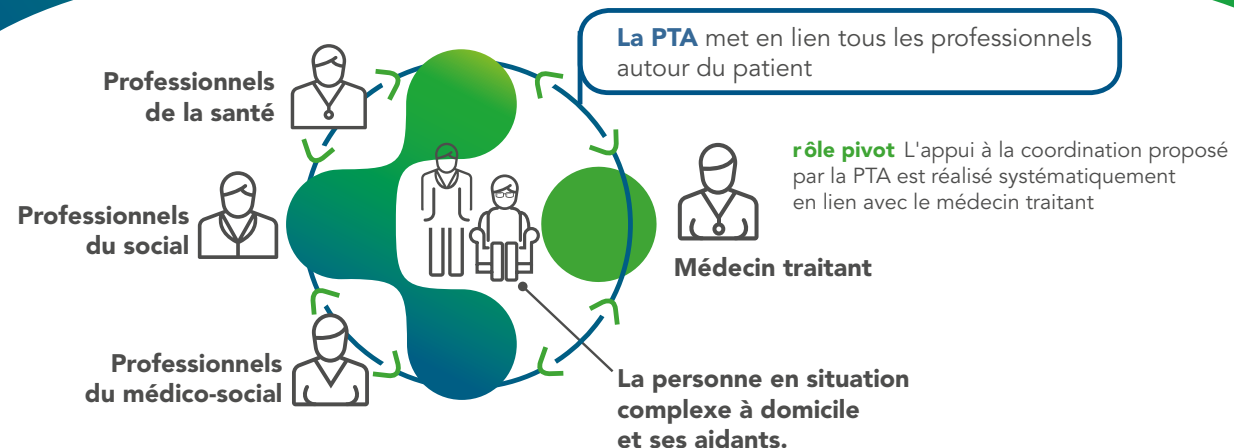 La PTA met en lien tous les professionnels
autour du patient
Professionnels
de la santé
rôle pivot L'appui à la coordination proposé
par la PTA est réalisé systématiquement
en lien avec le médecin traitant
Professionnels
du social
Médecin traitant
Professionnels
du médico-social
La personne en situation
complexe à domicile
et ses aidants.